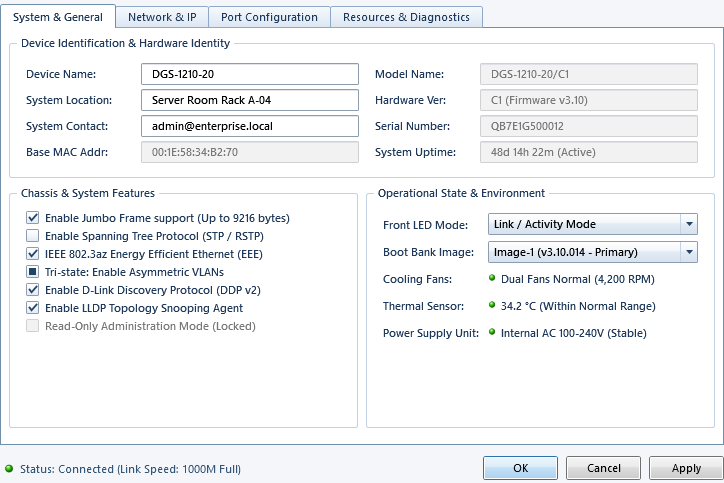 System & General Network & IP Port Configuration Resources & Diagnostics
Device Identification & Hardware Identity
Device Name: DGS-1210-20 Model Name: DGS-1210-20/C1
System Location: Server Room Rack A-04 Hardware Ver: C1 (Firmware v3.10)
System Contact: admin@enterprise.local Serial Number: QB7E1G500012
Base MAC Addr: 00:1E:58:34:B2:70 System Uptime: 48d 14h 22m (Active)
Chassis & System Features
Enable Jumbo Frame support (Up to 9216 bytes)
Enable Spanning Tree Protocol (STP / RSTP)
IEEE 802.3az Energy Efficient Ethernet (EEE)
Tri-state: Enable Asymmetric VLANs
Enable D-Link Discovery Protocol (DDP v2)
Enable LLDP Topology Snooping Agent
Read-Only Administration Mode (Locked)
Operational State & Environment
Front LED Mode: Link / Activity Mode
Boot Bank Image: Image-1 (v3.10.014 - Primary)
Cooling Fans: Dual Fans Normal (4,200 RPM)
Thermal Sensor: 34.2 °C (Within Normal Range)
Power Supply Unit: Internal AC 100-240V (Stable)
Status: Connected (Link Speed: 1000M Full) OK Cancel Apply